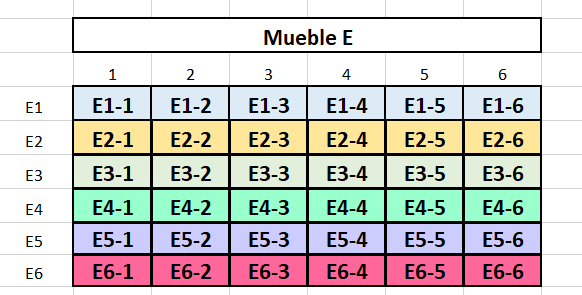 Mueble E
1 2 3 4 5 6
E1 E1-1 E1-2 E1-3 E1-4 E1-5 E1-6
E2 E2-1 E2-2 E2-3 E2-4 E2-5 E2-6
E3 E3-1 E3-2 E3-3 E3-4 E3-5 E3-6
E4 E4-1 E4-2 E4-3 E4-4 E4-5 E4-6
E5 E5-1 E5-2 E5-3 E5-4 E5-5 E5-6
E6 E6-1 E6-2 E6-3 E6-4 E6-5 E6-6